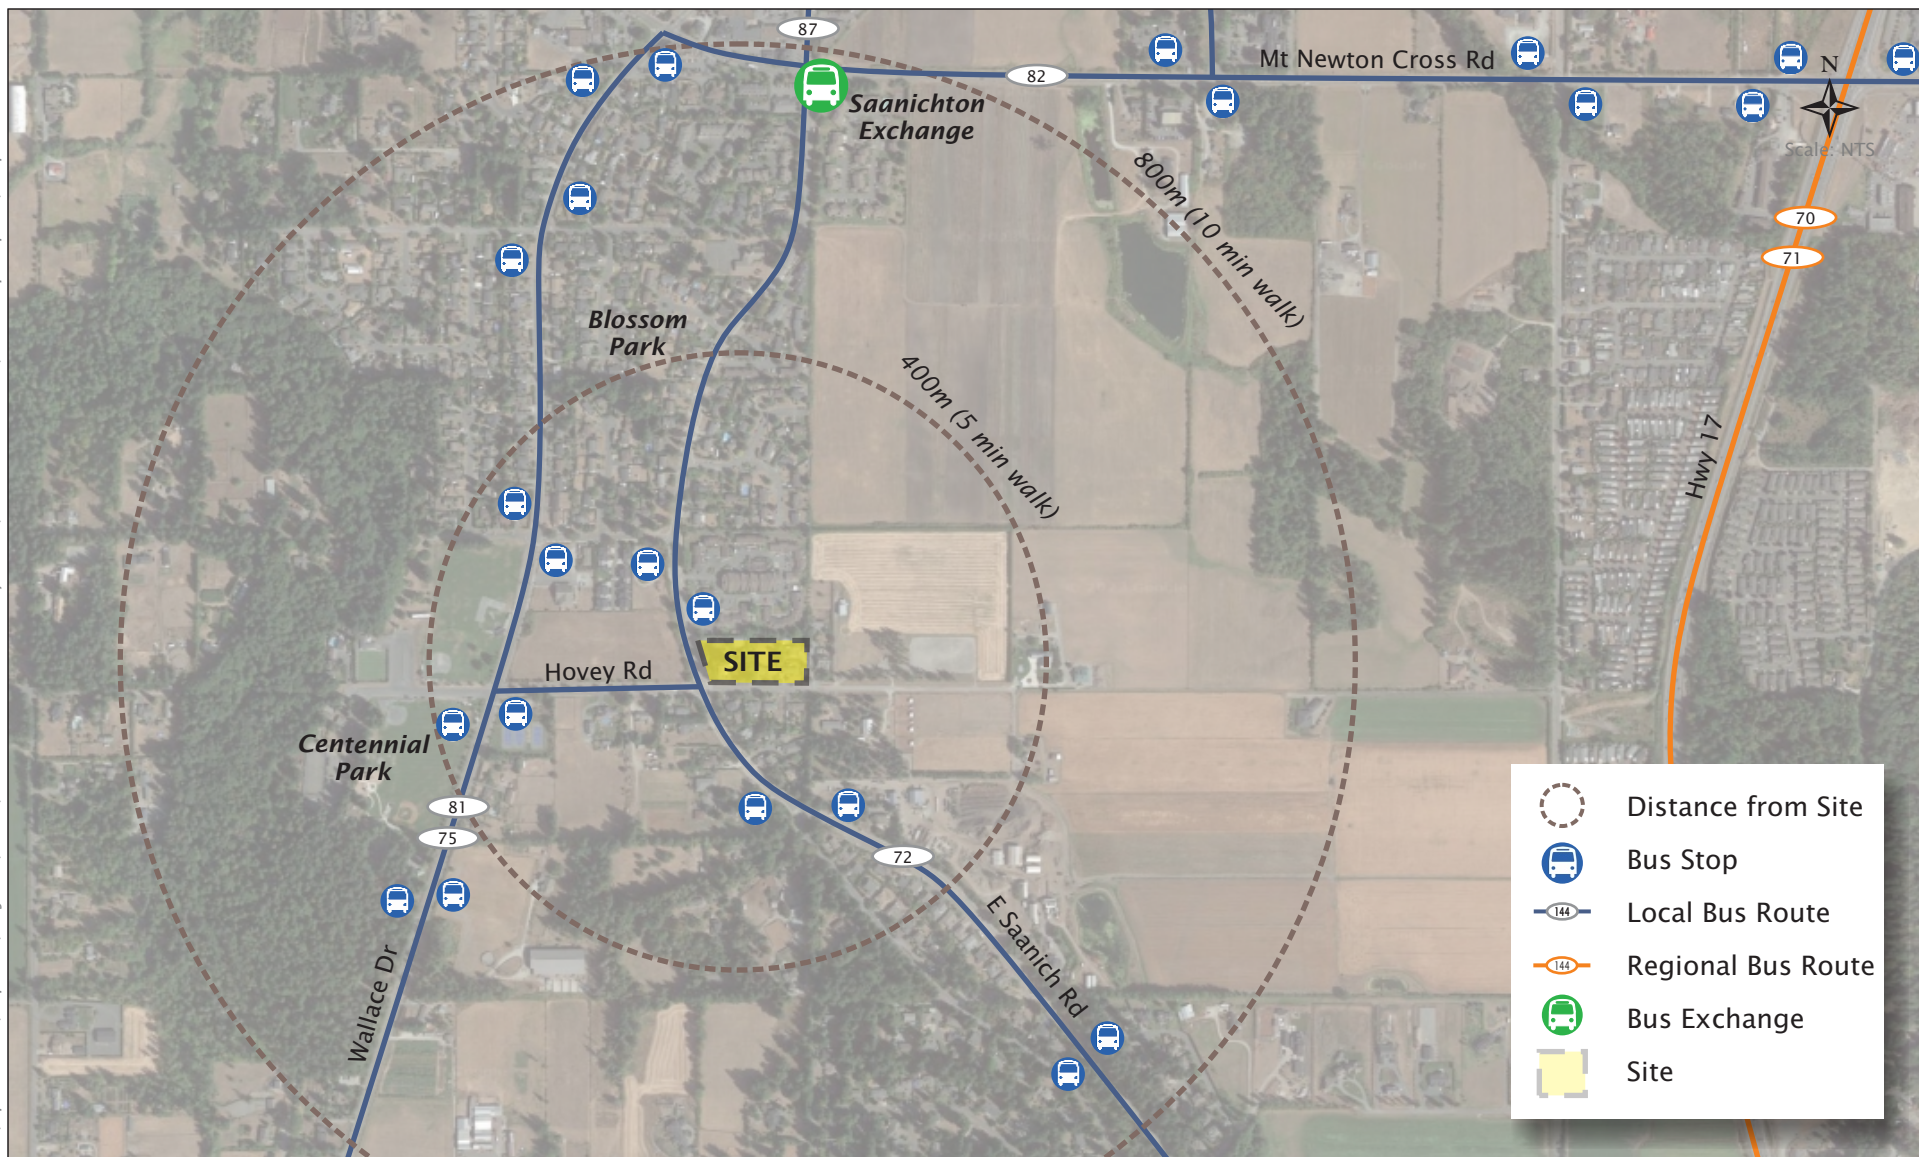 87
82
Mt Newton Cross Rd
N
Saanichton
Exchange
Scale: NTS
800m (10 min walk)
70
71
Blossom
Park
400m (5 min walk)
Hwy 17
SITE
Hovey Rd
Centennial
Park
81
75
72
E Saanich Rd
Wallace Dr
Distance from Site
Bus Stop
144
Local Bus Route
144
Regional Bus Route
Bus Exchange
Site